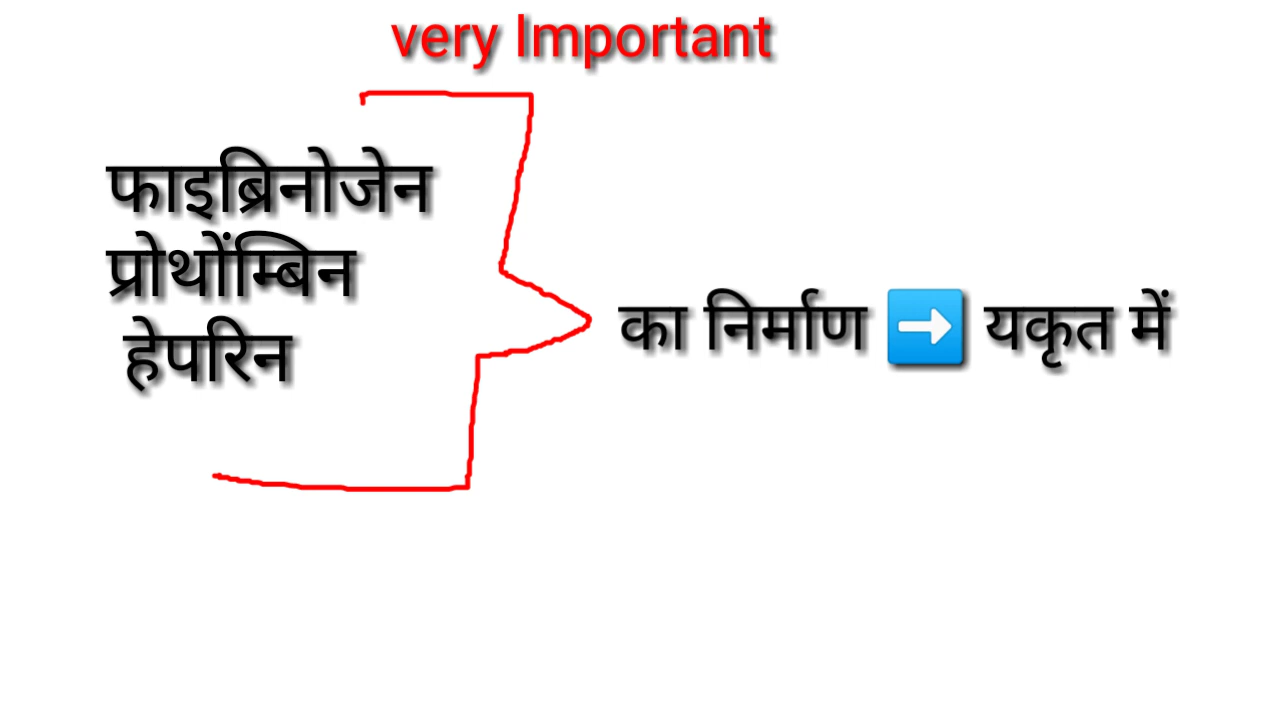 very Important
फाइब्रिनोजेन
प्रोथोंम्बिन
हेपरिन
का निर्माण ➡️ यकृत में